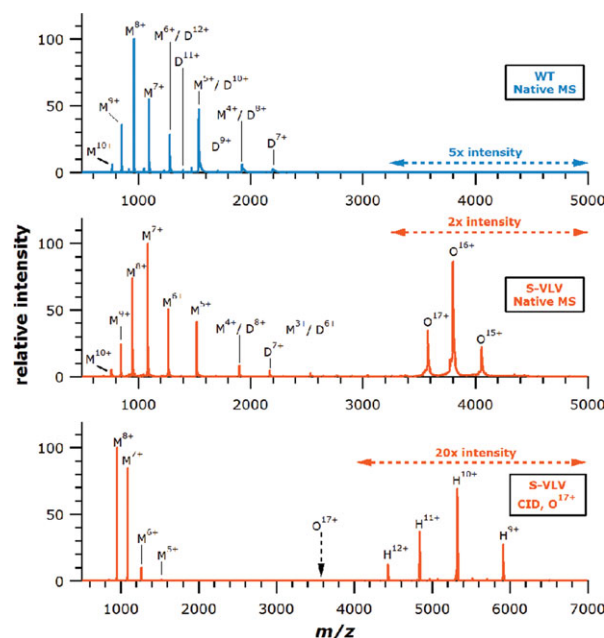 100
50
0
M¹⁰⁺
M⁹⁺
M⁸⁺
M⁷⁺
M⁶⁺/ D¹²⁺
D¹¹⁺
M⁵⁺/ D¹⁰⁺
D⁹⁺
M⁴⁺/ D⁸⁺
D⁷⁺
WT
Native MS
5x intensity
1000 2000 3000 4000 5000
relative intensity
100
50
0
M¹⁰⁺
M⁹⁺
M⁸⁺
M⁷⁺
M⁶⁺
M⁵⁺
M⁴⁺/ D⁸⁺
D⁷⁺
M³⁺/ D⁶⁺
2x intensity
O¹⁷⁺
O¹⁶⁺
O¹⁵⁺
S-VLV
Native MS
1000 2000 3000 4000 5000
100
50
0
M⁸⁺
M⁷⁺
M⁶⁺
M⁵⁺
O¹⁷⁺
20x intensity
H¹²⁺
H¹¹⁺
H¹⁰⁺
H⁹⁺
S-VLV
CID, O¹⁷⁺
1000 2000 3000 4000 5000 6000 7000
m/z